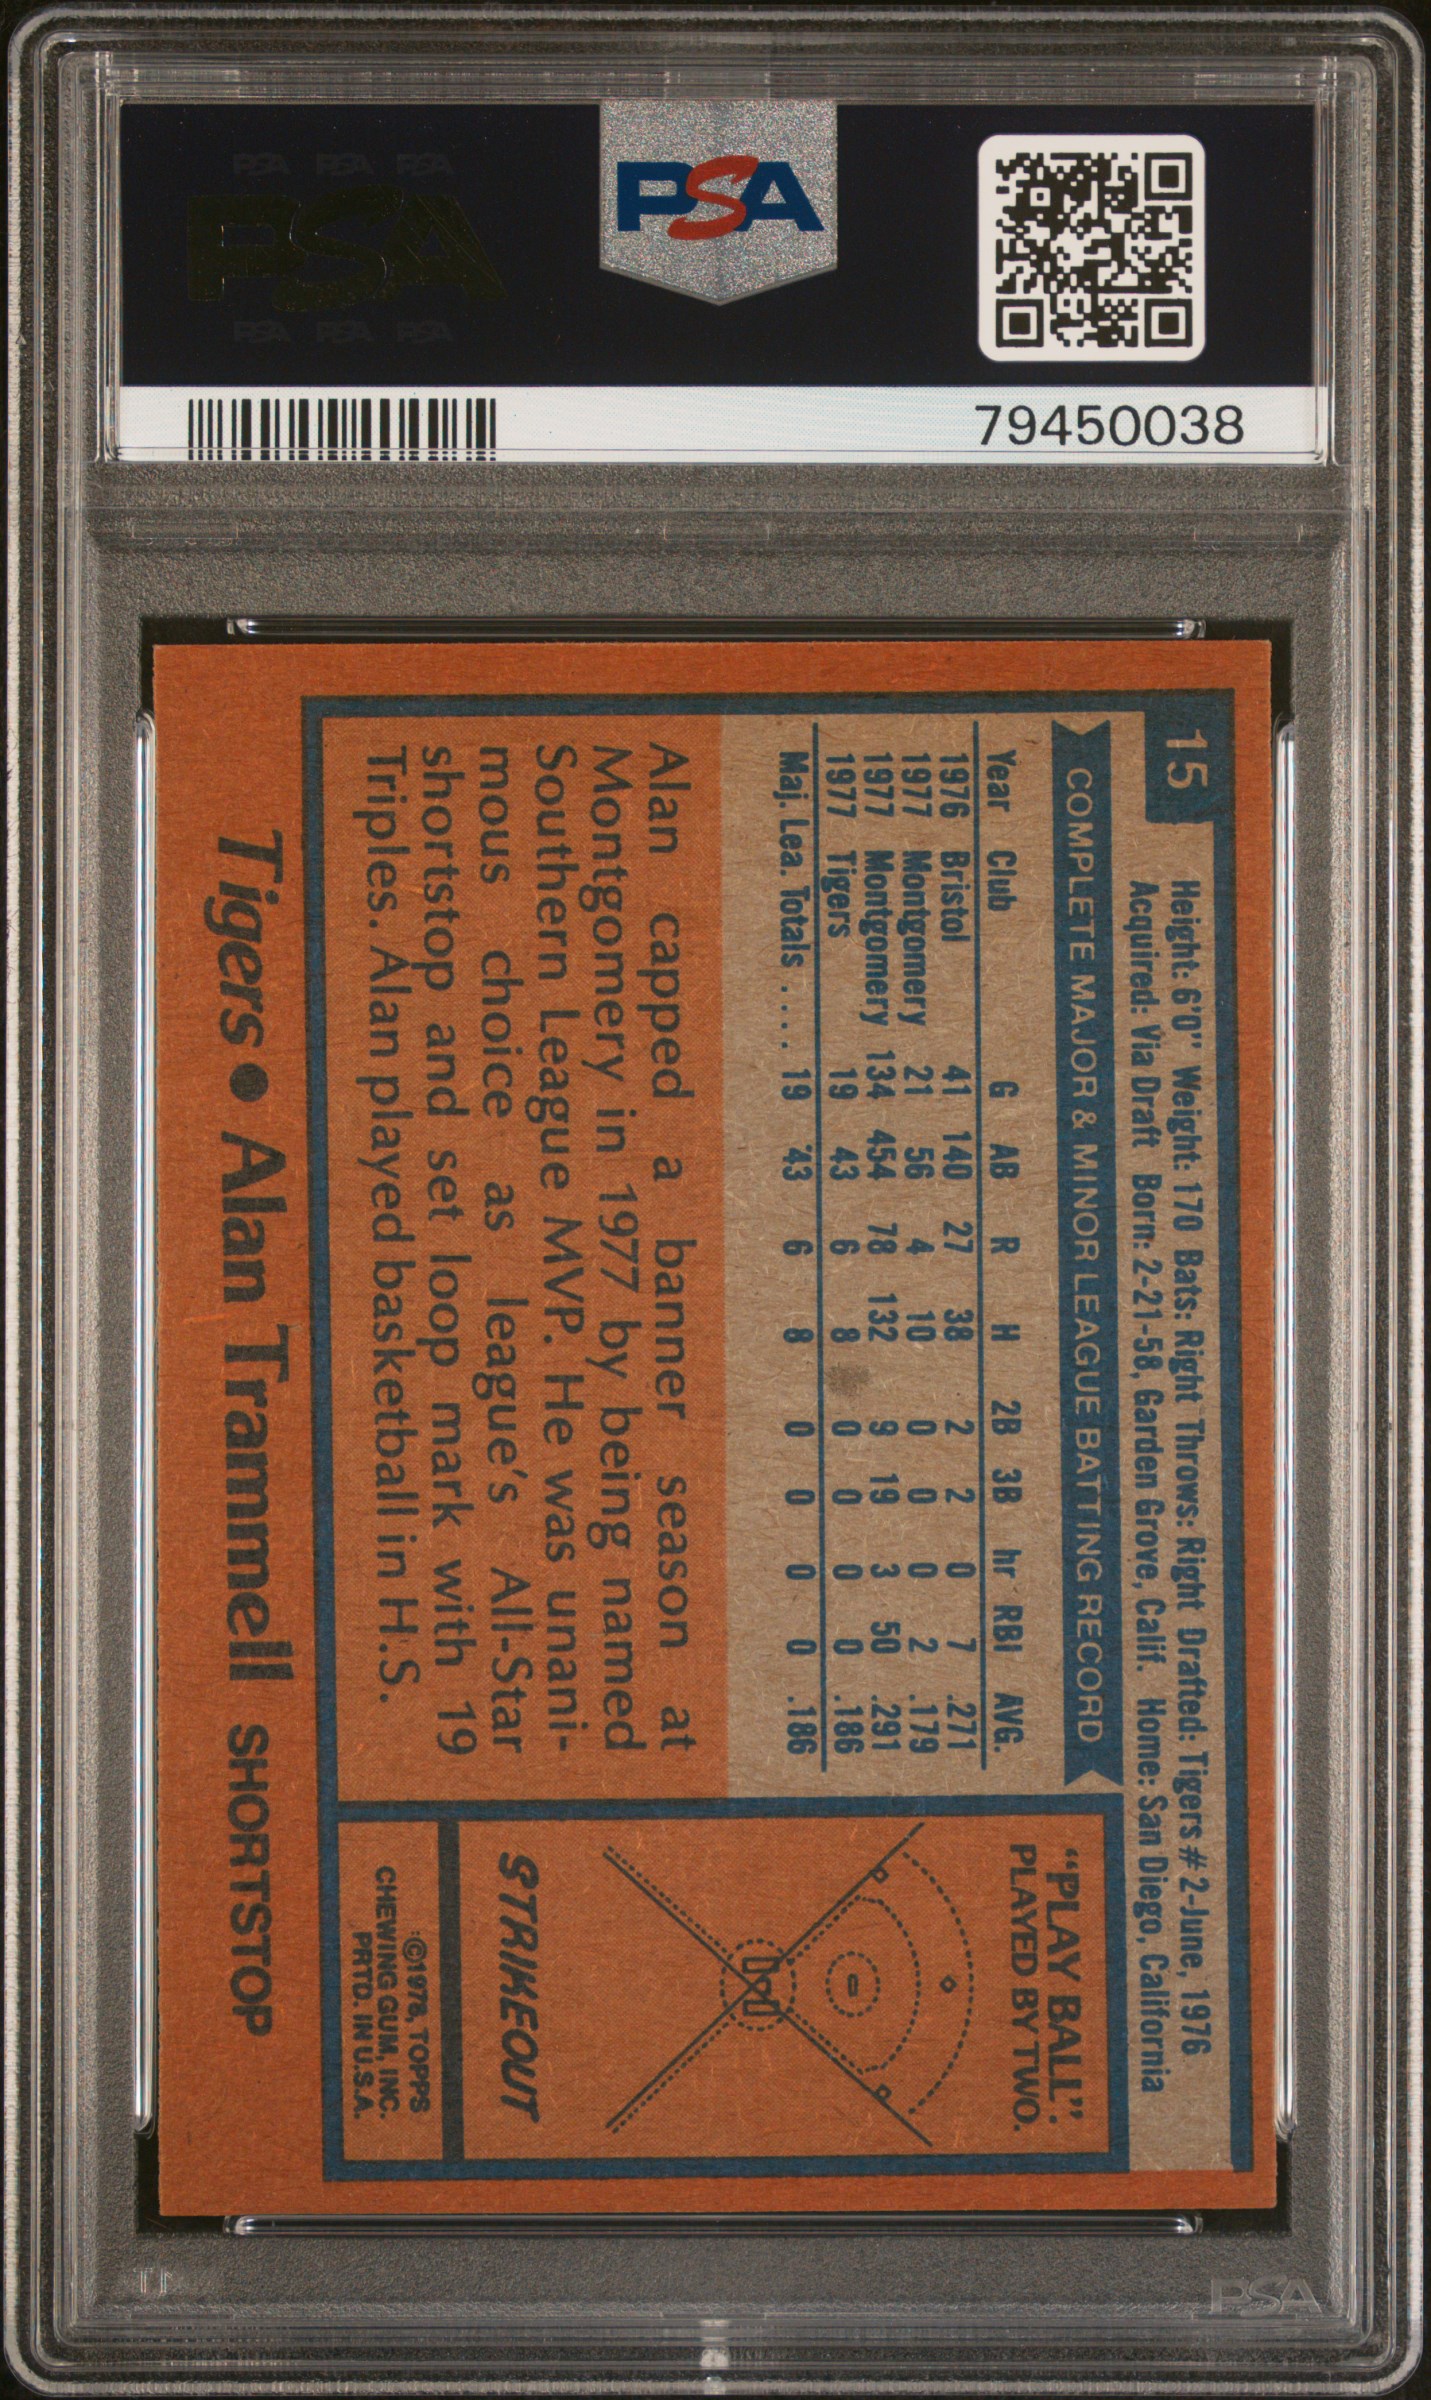 PSA PSA PSA
PSA
PSA PSA PSA
PSA
79450038
15
Height: 6'0" Weight: 170 Bats: Right Throws: Right Drafted: Tigers #2-June, 1976
Acquired: Via Draft Born: 2-21-58, Garden Grove, Calif. Home: San Diego, California
COMPLETE MAJOR & MINOR LEAGUE BATTING RECORD
Year Club G AB R H 2B 3B hr RBI AVG.
1976 Bristol 41 140 27 38 2 2 0 7 .271
1977 Montgomery 21 56 4 10 0 0 0 2 .179
1977 Montgomery 134 454 78 132 9 19 3 50 .291
1977 Tigers 19 43 6 8 0 0 0 0 .186
Maj. Lea. Totals .... 19 43 6 8 0 0 0 0 .186
Alan capped a banner season at
Montgomery in 1977 by being named
Southern League MVP. He was unani-
mous choice as league's All-Star
shortstop and set loop mark with 19
Triples. Alan played basketball in H.S.
"PLAY BALL":
PLAYED BY TWO.
STRIKEOUT
©1978, TOPPS
CHEWING GUM, INC.
PRTD. IN U.S.A.
Tigers • Alan Trammell SHORTSTOP
PSA